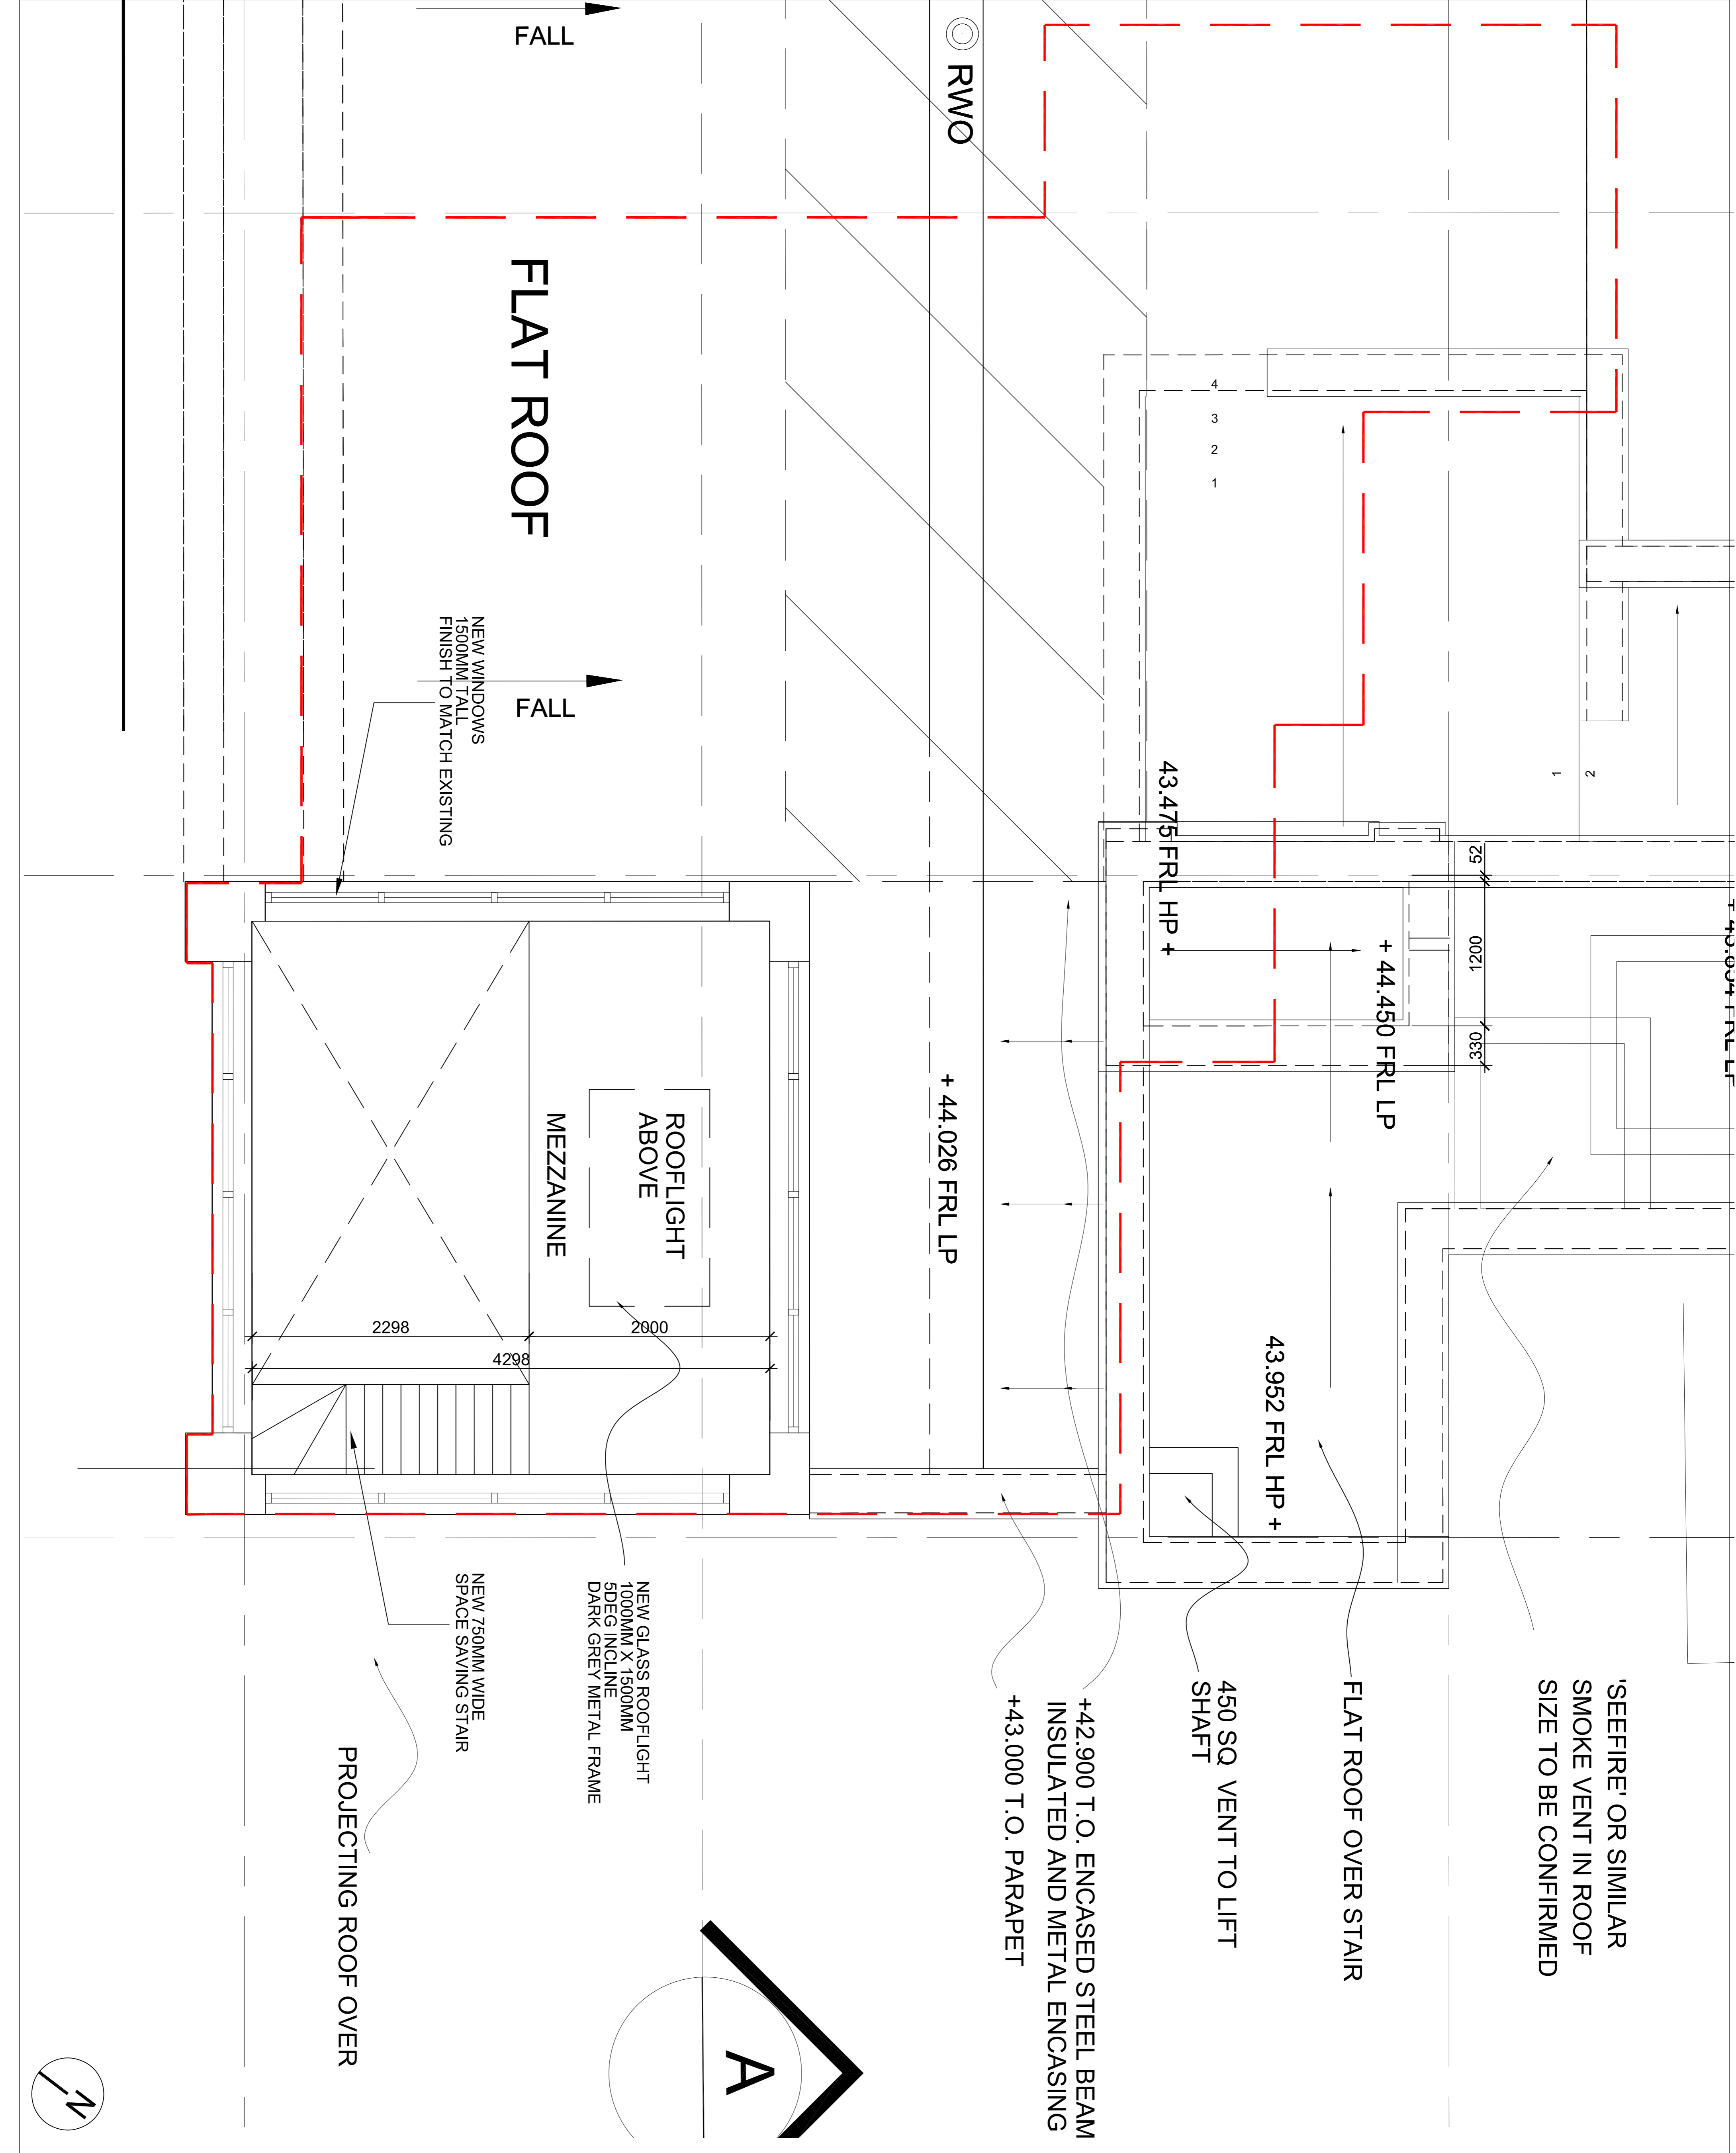 FALL
RWO
FLAT ROOF
4
3
2
1
NEW WINDOWS
1500MM TALL
FINISH TO MATCH EXISTING
FALL
1
2
43.475 FRL HP +
52
1200
330
+ 44.450 FRL LP
+ 44.026 FRL LP
ROOFLIGHT
ABOVE
MEZZANINE
2298
2000
4298
43.952 FRL HP +
NEW 750MM WIDE
SPACE SAVING STAIR
NEW GLASS ROOFLIGHT
1000MM X 1500MM
5DEG INCLINE
DARK GREY METAL FRAME
PROJECTING ROOF OVER
+42.900 T.O. ENCASED STEEL BEAM
INSULATED AND METAL ENCASING
+43.000 T.O. PARAPET
450 SQ VENT TO LIFT
SHAFT
FLAT ROOF OVER STAIR
'SEEFIRE' OR SIMILAR
SMOKE VENT IN ROOF
SIZE TO BE CONFIRMED
A
N